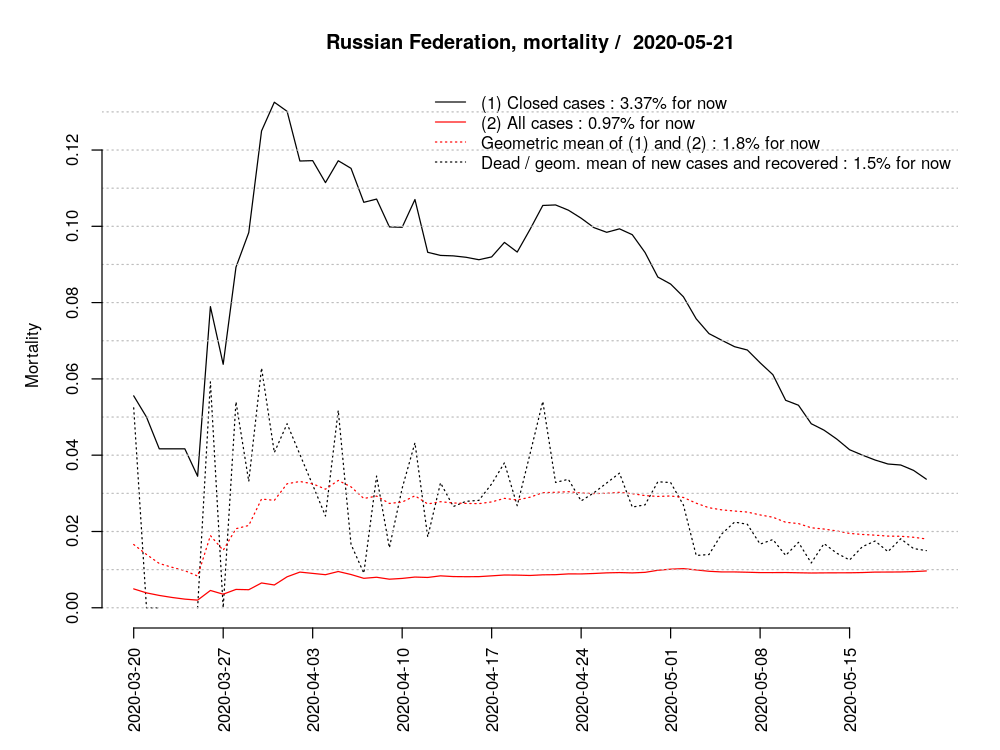 Russian Federation, mortality /  2020-05-21
(1) Closed cases : 3.37% for now
(2) All cases : 0.97% for now
Geometric mean of (1) and (2) : 1.8% for now
Dead / geom. mean of new cases and recovered : 1.5% for now
Mortality
0.12
0.10
0.08
0.06
0.04
0.02
0.00
2020-03-20
2020-03-27
2020-04-03
2020-04-10
2020-04-17
2020-04-24
2020-05-01
2020-05-08
2020-05-15